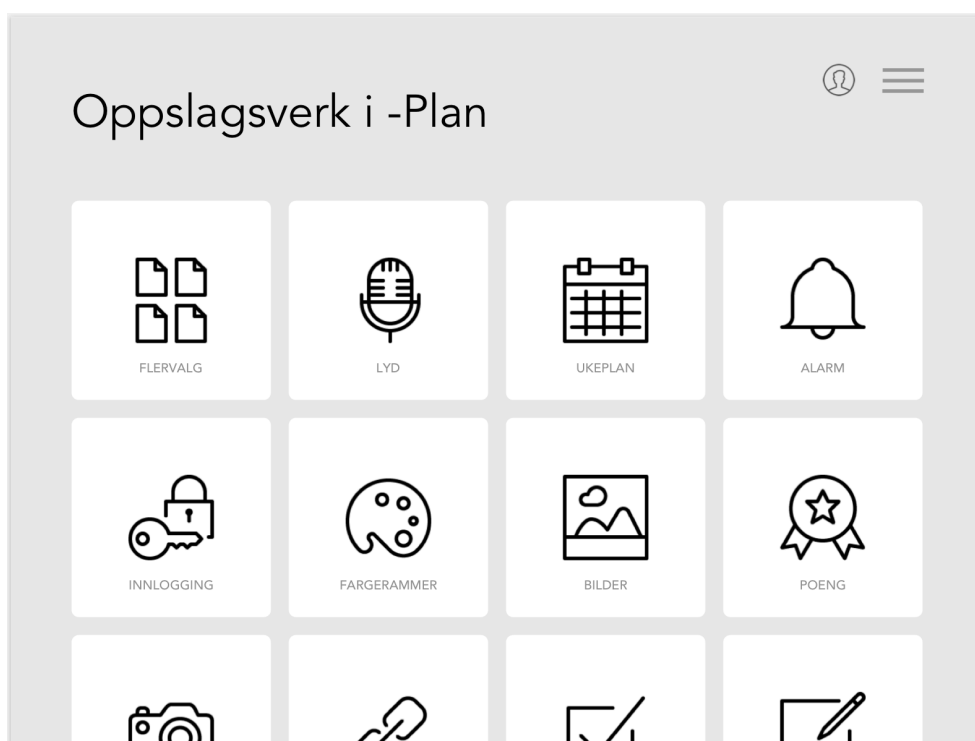 Oppslagsverk i -Plan
FLERVALG
LYD
UKEPLAN
ALARM
INNLOGGING
FARGERAMMER
BILDER
POENG